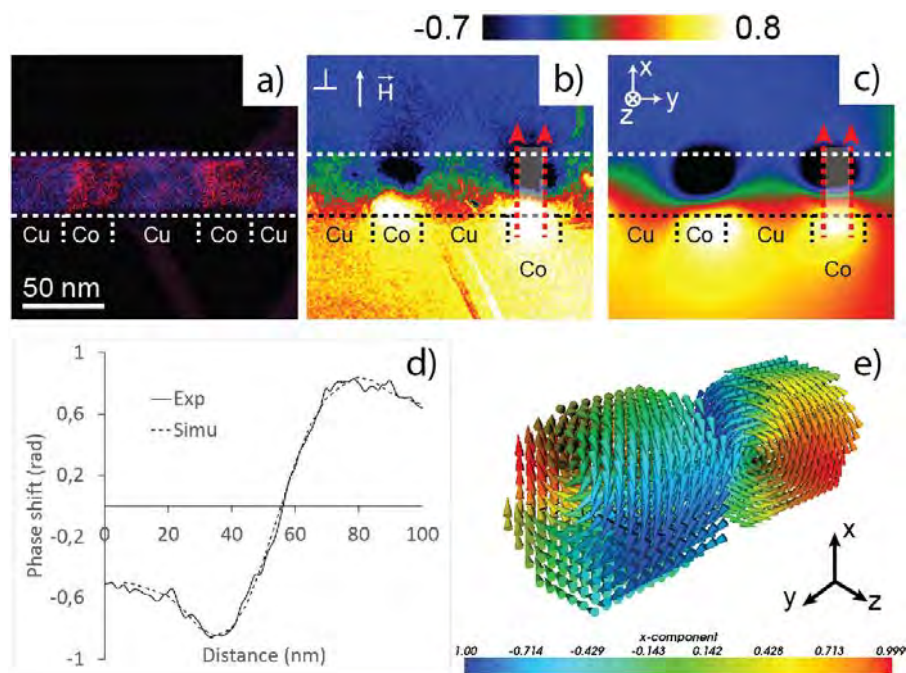 -0.7 0.8
a) b) c)
⊥ H
x
z y
Cu Co Cu Co Cu
Cu Co Cu
Co
Cu Co Cu
Co
50 nm
d)
1
0,6
0,2
-0,2
-0,6
-1
0 20 40 60 80 100
Phase shift (rad)
Distance (nm)
Exp
Simu
e)
x
y z
x-component
1.00 -0.714 -0.429 -0.143 0.142 0.428 0.713 0.999